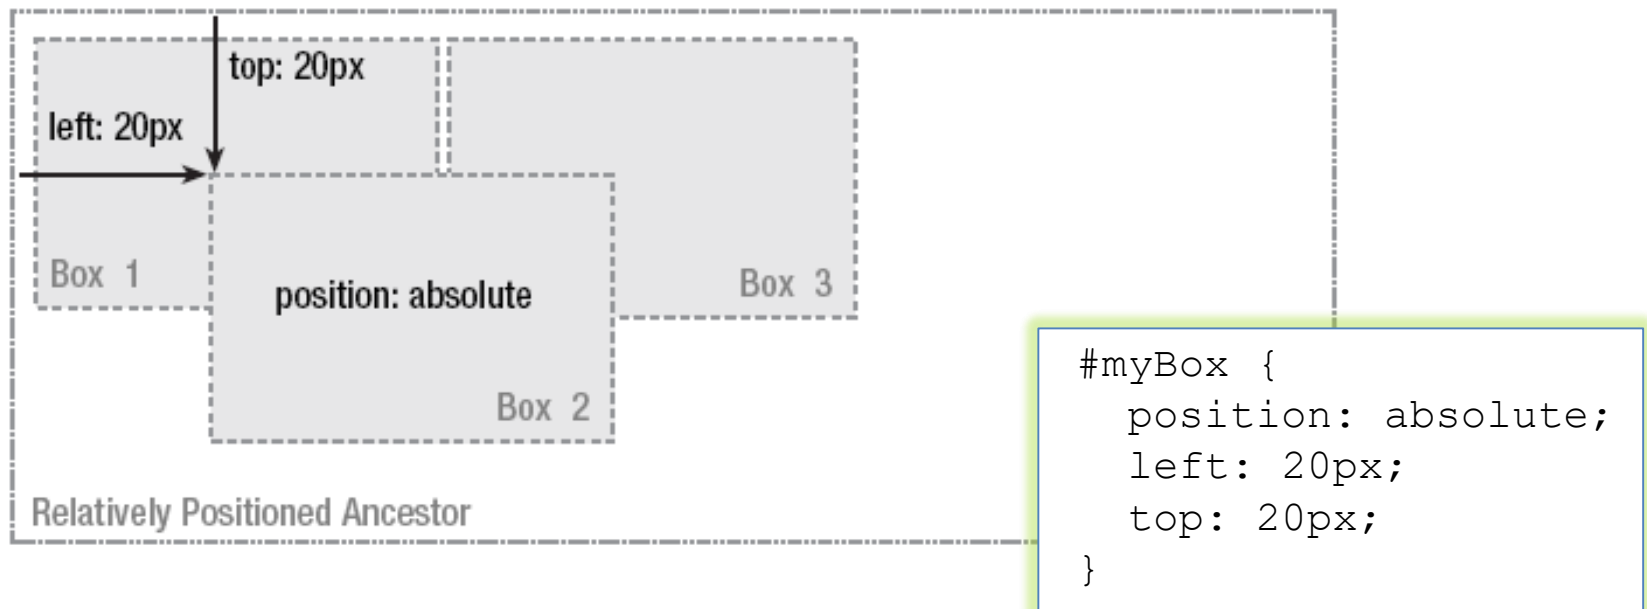 top: 20px
left: 20px
Box 1
position: absolute
Box 3
Box 2
Relatively Positioned Ancestor
#myBox {
  position: absolute;
  left: 20px;
  top: 20px;
}